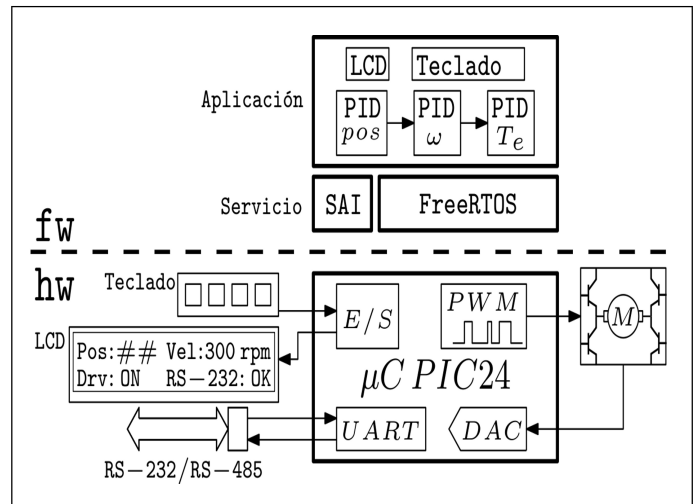 LCD Teclado
Aplicación
PID PID PID
pos ω Te
Servicio SAI FreeRTOS
fw
hw
Teclado
E/S PWM
M
LCD
Pos:## Vel:300 rpm
Drv: ON RS-232: OK
μC PIC24
UART DAC
RS-232/RS-485